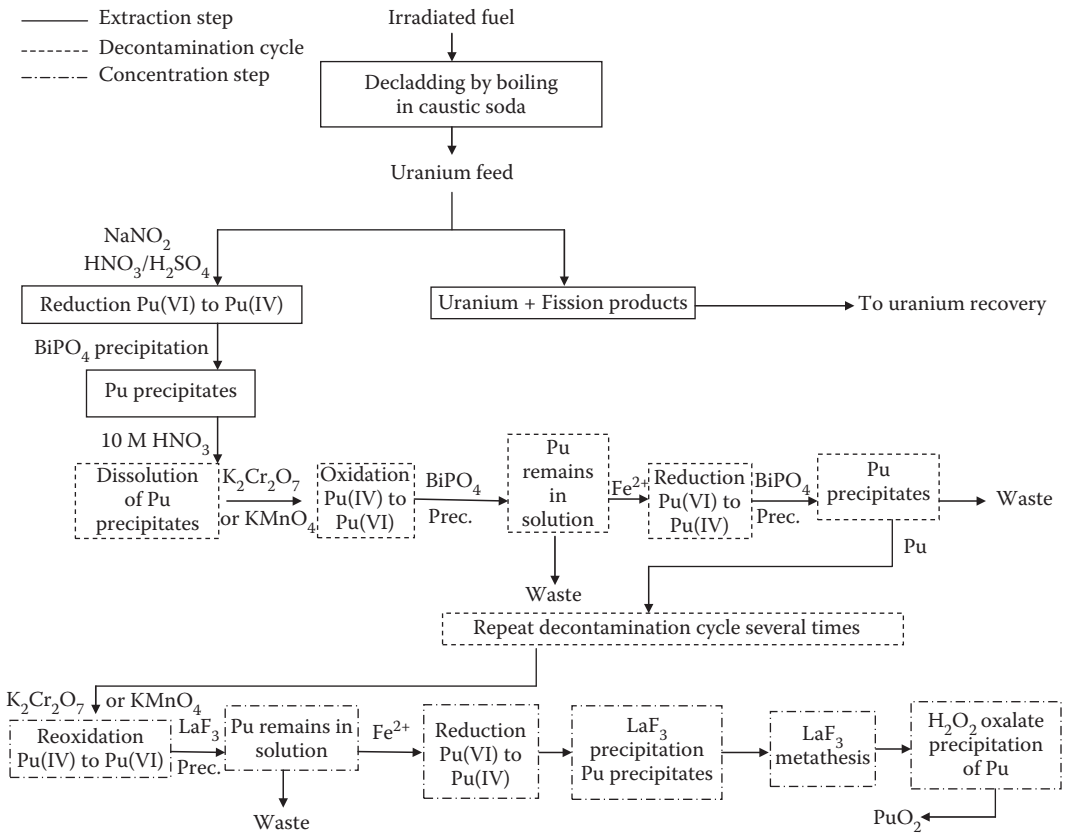 Extraction step
Decontamination cycle
Concentration step
Irradiated fuel
Decladding by boiling
in caustic soda
Uranium feed
NaNO2
HNO3/H2SO4
Reduction Pu(VI) to Pu(IV)
Uranium + Fission products
To uranium recovery
BiPO4 precipitation
Pu precipitates
10 M HNO3
Dissolution
of Pu
precipitates
K2Cr2O7
or KMnO4
Oxidation
Pu(IV) to
Pu(VI)
BiPO4
Prec.
Pu
remains
in
solution
Fe2+
Reduction
Pu(VI) to
Pu(IV)
BiPO4
Prec.
Pu
precipitates
Waste
Pu
Waste
Repeat decontamination cycle several times
K2Cr2O7 or KMnO4
Reoxidation
Pu(IV) to Pu(VI)
LaF3
Prec.
Pu remains in
solution
Fe2+
Reduction
Pu(VI) to
Pu(IV)
LaF3
precipitation
Pu precipitates
LaF3
metathesis
H2O2 oxalate
precipitation
of Pu
Waste
PuO2